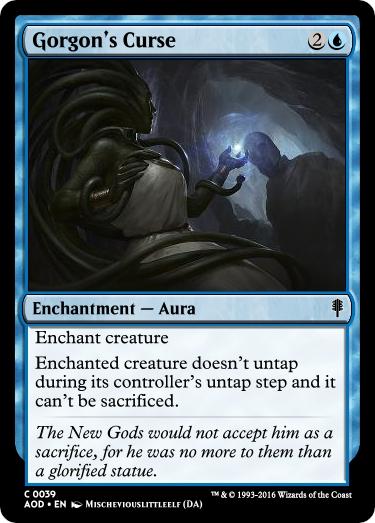 Gorgon's Curse 2
Enchantment — Aura
Enchant creature
Enchanted creature doesn't untap
during its controller's untap step and it
can't be sacrificed.
The New Gods would not accept him as a
sacrifice, for he was no more to them than
a glorified statue.
C 0039
AOD • EN Mischeviouslittleelf (DA)
™ & © 1993-2016 Wizards of the Coast